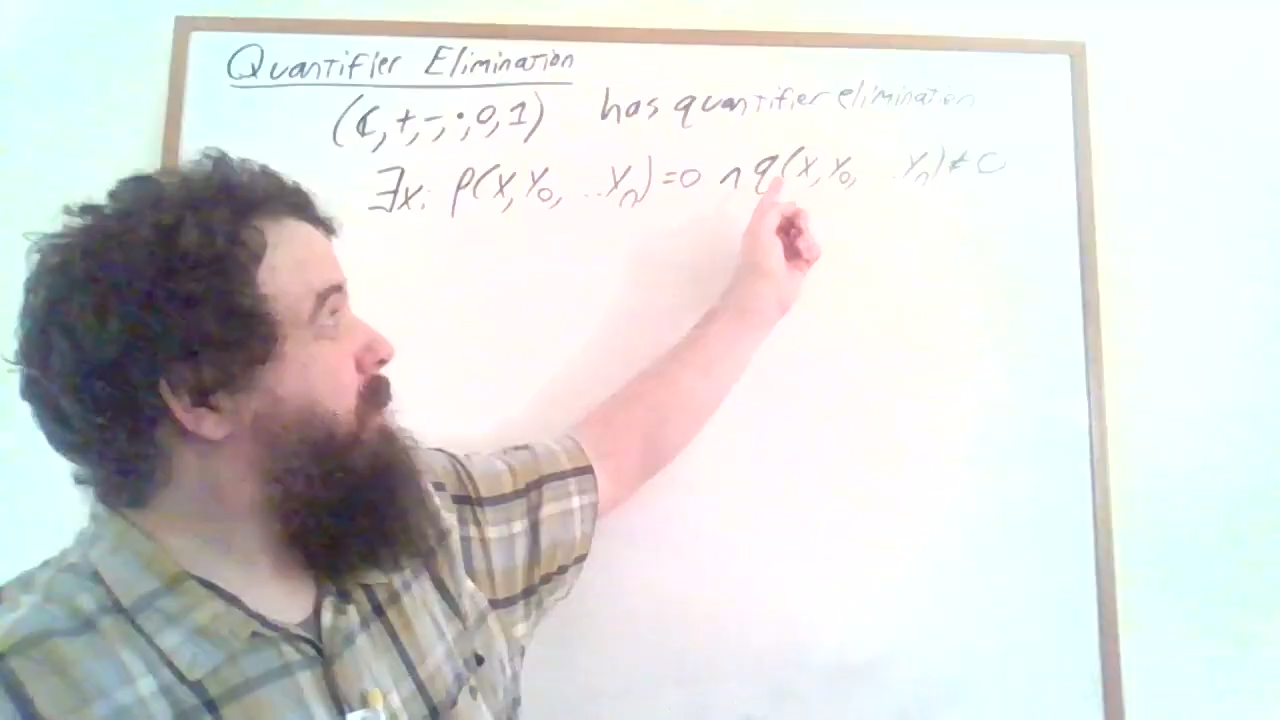 Quantifier Elimination
(ℂ,+,-,·,0,1) has quantifier elimination
∃x: p(x,y₀,...yₙ)=0 ∧ q(x,y₀,...yₙ)≠0